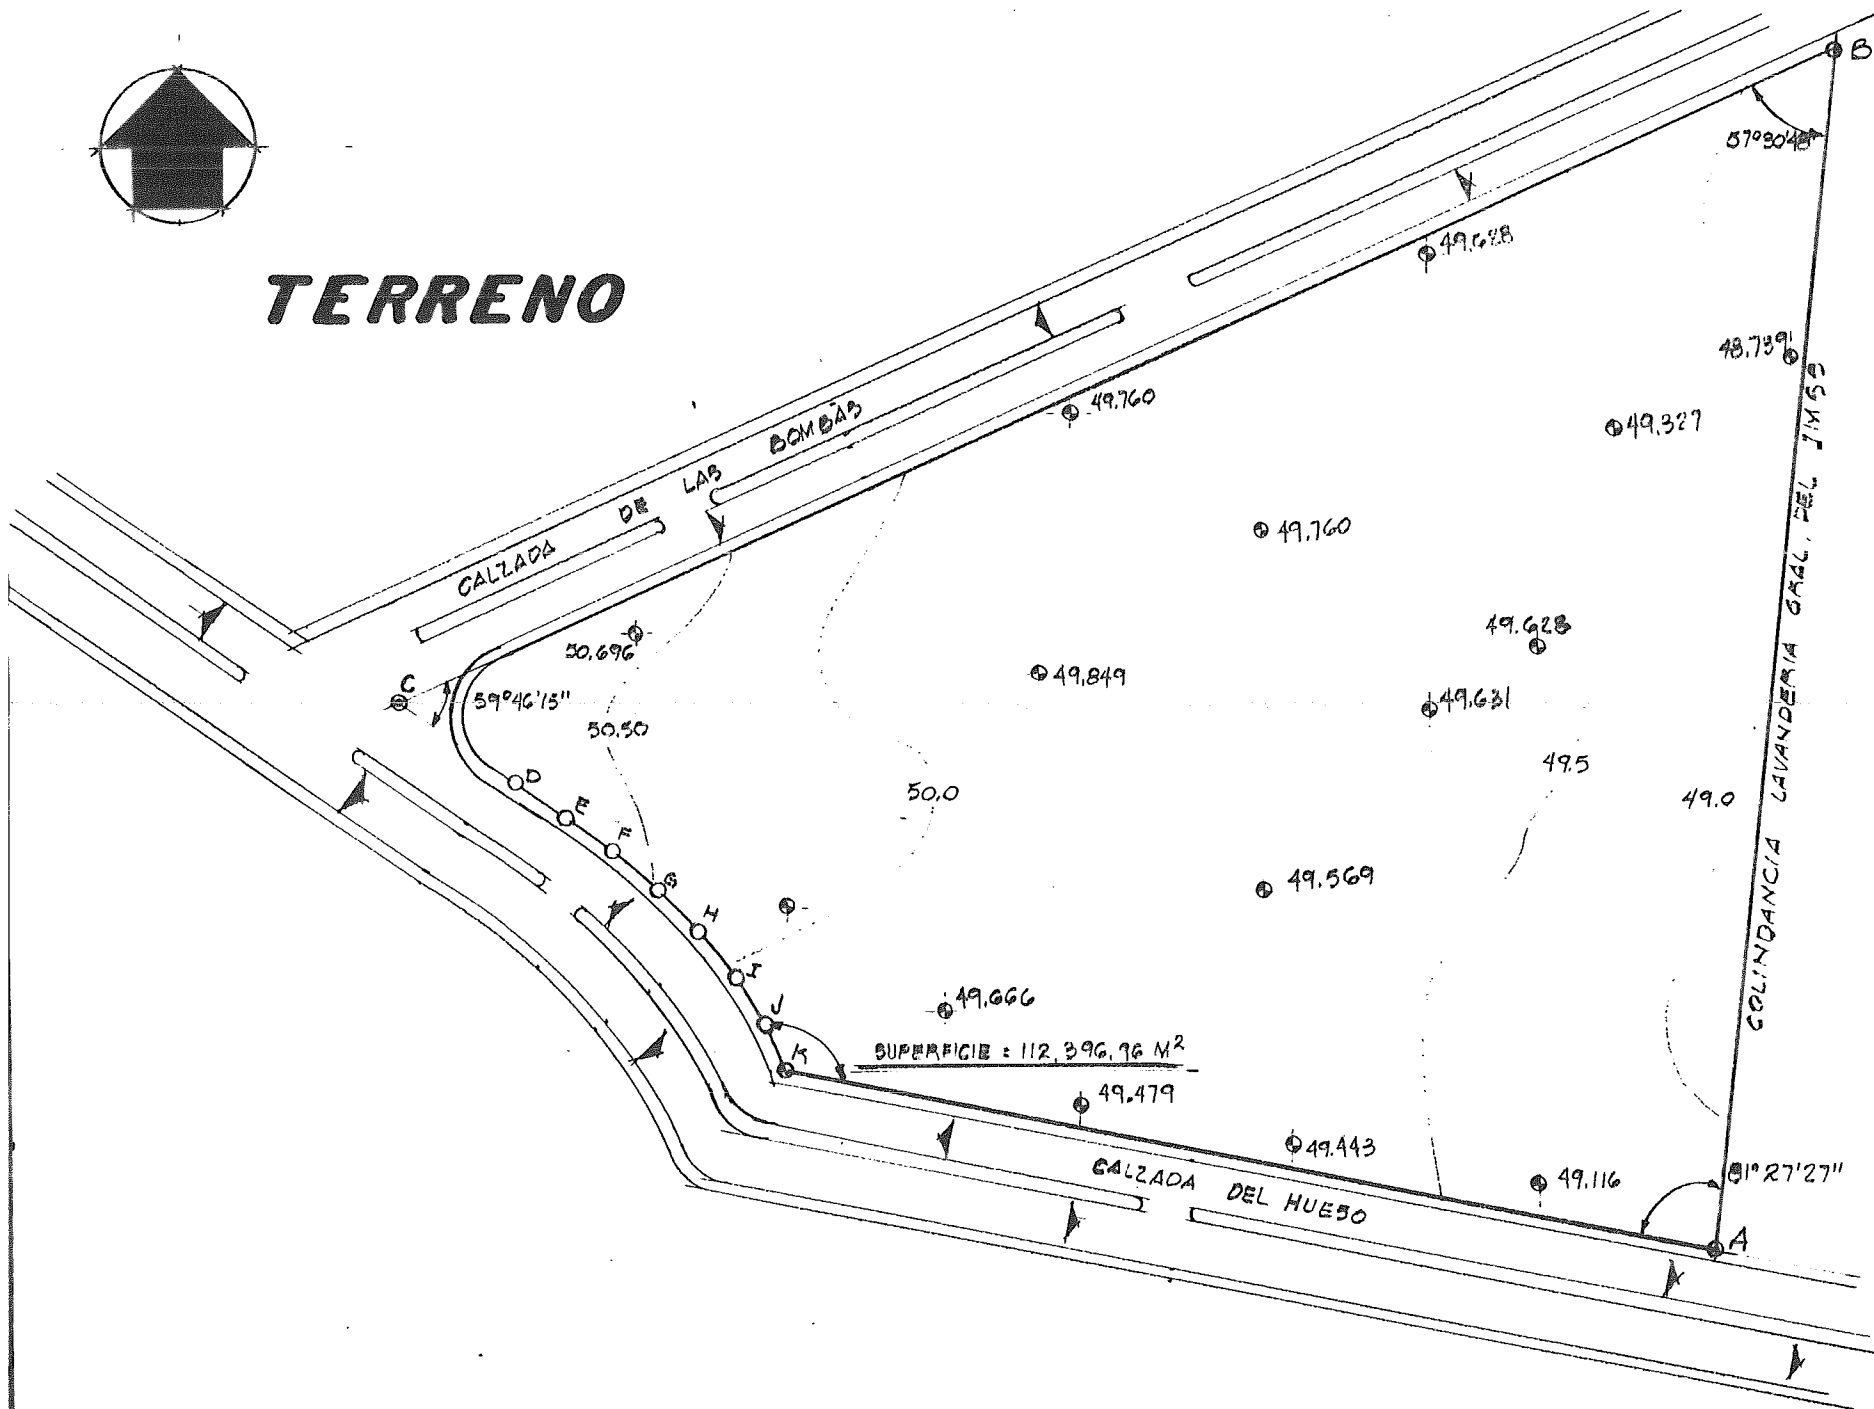 B
57°30'48"
49.628
TERRENO
48.739
49.760
49.327
CALZADA DE LAS BOMBAS
49.760
COLINDANCIA LAVANDERIA GRAL. DEL IMSS
50.696
49.628
49.849
C
59°46'15"
49.631
50.50
49.5
D
50.0
49.0
E
F
49.569
G
H
I
49.666
J
SUPERFICIE : 112,396.96 M²
K
49.479
49.443
CALZADA DEL HUESO
49.116
81°27'27"
A